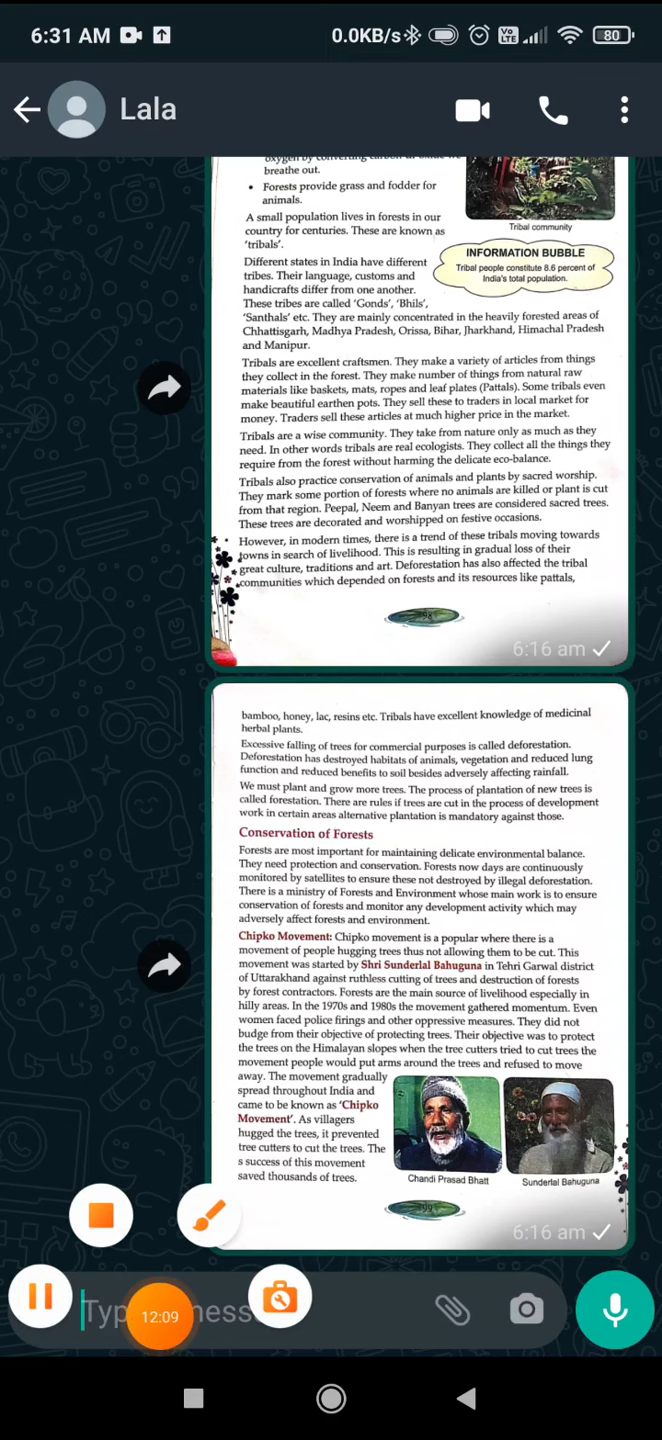 6:31 AM
0.0KB/s
Vo LTE
80
Lala
breathe out.
• Forests provide grass and fodder for
animals.
A small population lives in forests in our
country for centuries. These are known as
'tribals'.
Tribal community
Different states in India have different
tribes. Their language, customs and
handicrafts differ from one another.
These tribes are called 'Gonds', 'Bhils',
INFORMATION BUBBLE
Tribal people constitute 8.6 percent of
India's total population.
'Santhals' etc. They are mainly concentrated in the heavily forested areas of
Chhattisgarh, Madhya Pradesh, Orissa, Bihar, Jharkhand, Himachal Pradesh
and Manipur.
Tribals are excellent craftsmen. They make a variety of articles from things
they collect in the forest. They make number of things from natural raw
materials like baskets, mats, ropes and leaf plates (Pattals). Some tribals even
make beautiful earthen pots. They sell these to traders in local market for
money. Traders sell these articles at much higher price in the market.
Tribals are a wise community. They take from nature only as much as they
need. In other words tribals are real ecologists. They collect all the things they
require from the forest without harming the delicate eco-balance.
Tribals also practice conservation of animals and plants by sacred worship.
They mark some portion of forests where no animals are killed or plant is cut
from that region. Peepal, Neem and Banyan trees are considered sacred trees.
These trees are decorated and worshipped on festive occasions.
However, in modern times, there is a trend of these tribals moving towards
towns in search of livelihood. This is resulting in gradual loss of their
great culture, traditions and art. Deforestation has also affected the tribal
communities which depended on forests and its resources like pattals,
98
6:16 am
bamboo, honey, lac, resins etc. Tribals have excellent knowledge of medicinal
herbal plants.
Excessive falling of trees for commercial purposes is called deforestation.
Deforestation has destroyed habitats of animals, vegetation and reduced lung
function and reduced benefits to soil besides adversely affecting rainfall.
We must plant and grow more trees. The process of plantation of new trees is
called forestation. There are rules if trees are cut in the process of development
work in certain areas alternative plantation is mandatory against those.
Conservation of Forests
Forests are most important for maintaining delicate environmental balance.
They need protection and conservation. Forests now days are continuously
monitored by satellites to ensure these not destroyed by illegal deforestation.
There is a ministry of Forests and Environment whose main work is to ensure
conservation of forests and monitor any development activity which may
adversely affect forests and environment.
Chipko Movement: Chipko movement is a popular where there is a
movement of people hugging trees thus not allowing them to be cut. This
movement was started by Shri Sunderlal Bahuguna in Tehri Garwal district
of Uttarakhand against ruthless cutting of trees and destruction of forests
by forest contractors. Forests are the main source of livelihood especially in
hilly areas. In the 1970s and 1980s the movement gathered momentum. Even
women faced police firings and other oppressive measures. They did not
budge from their objective of protecting trees. Their objective was to protect
the trees on the Himalayan slopes when the tree cutters tried to cut trees the
movement people would put arms around the trees and refused to move
away. The movement gradually
spread throughout India and
came to be known as 'Chipko
Movement'. As villagers
hugged the trees, it prevented
tree cutters to cut the trees. The
s success of this movement
saved thousands of trees.
Chandi Prasad Bhatt
Sunderlal Bahuguna
99
6:16 am
12:09